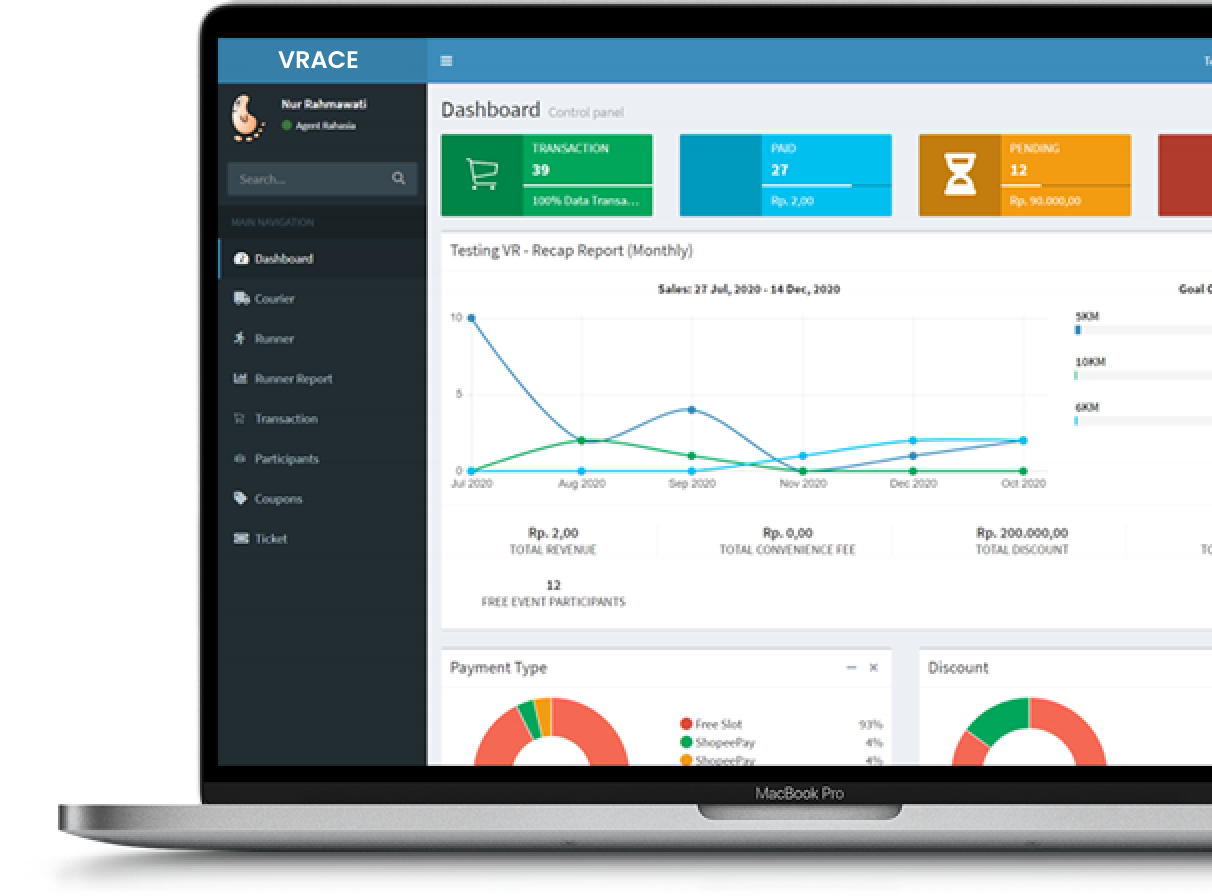 VRACE
Nur Rahmawati
Agent Rahasia
Search...
MAIN NAVIGATION
Dashboard
Courier
Runner
Runner Report
Transaction
Participants
Coupons
Ticket
Dashboard Control panel
TRANSACTION
39
100% Data Transa...
PAID
27
Rp. 2,00
PENDING
12
Rp. 90.000,00
Testing VR - Recap Report (Monthly)
Sales: 27 Jul, 2020 - 14 Dec, 2020
10
5
0
Jul 2020 Aug 2020 Sep 2020 Nov 2020 Dec 2020 Oct 2020
5KM
10KM
6KM
Rp. 2,00
TOTAL REVENUE
Rp. 0,00
TOTAL CONVENIENCE FEE
Rp. 200.000,00
TOTAL DISCOUNT
12
FREE EVENT PARTICIPANTS
Payment Type
Free Slot 93%
ShopeePay 4%
ShopeePay 4%
Discount
MacBook Pro